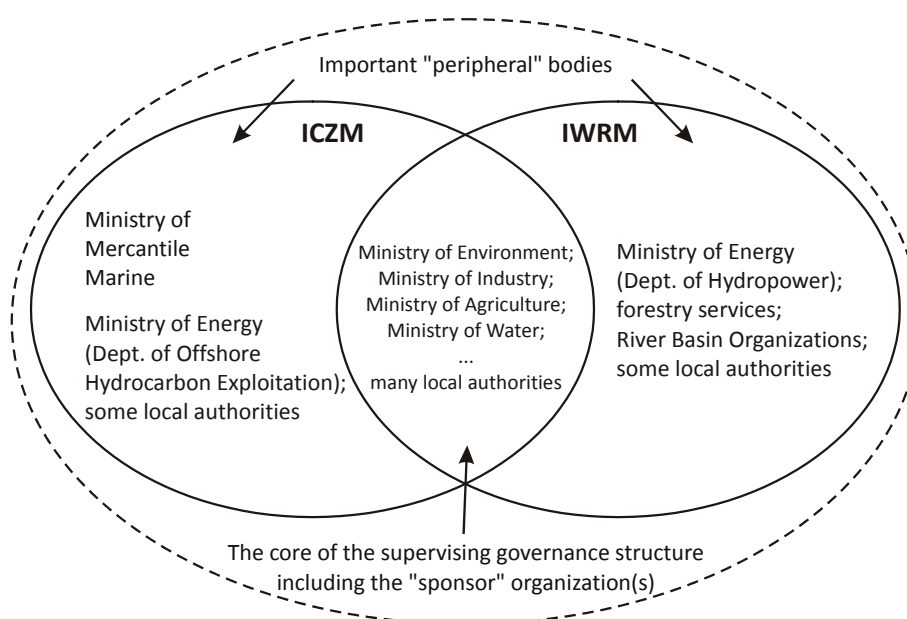 Important "peripheral" bodies
ICZM
IWRM
Ministry of
Mercantile
Marine
Ministry of Energy
(Dept. of Offshore
Hydrocarbon Exploitation);
some local authorities
Ministry of Environment;
Ministry of Industry;
Ministry of Agriculture;
Ministry of Water;
...
many local authorities
Ministry of Energy
(Dept. of Hydropower);
forestry services;
River Basin Organizations;
some local authorities
The core of the supervising governance structure
including the "sponsor" organization(s)